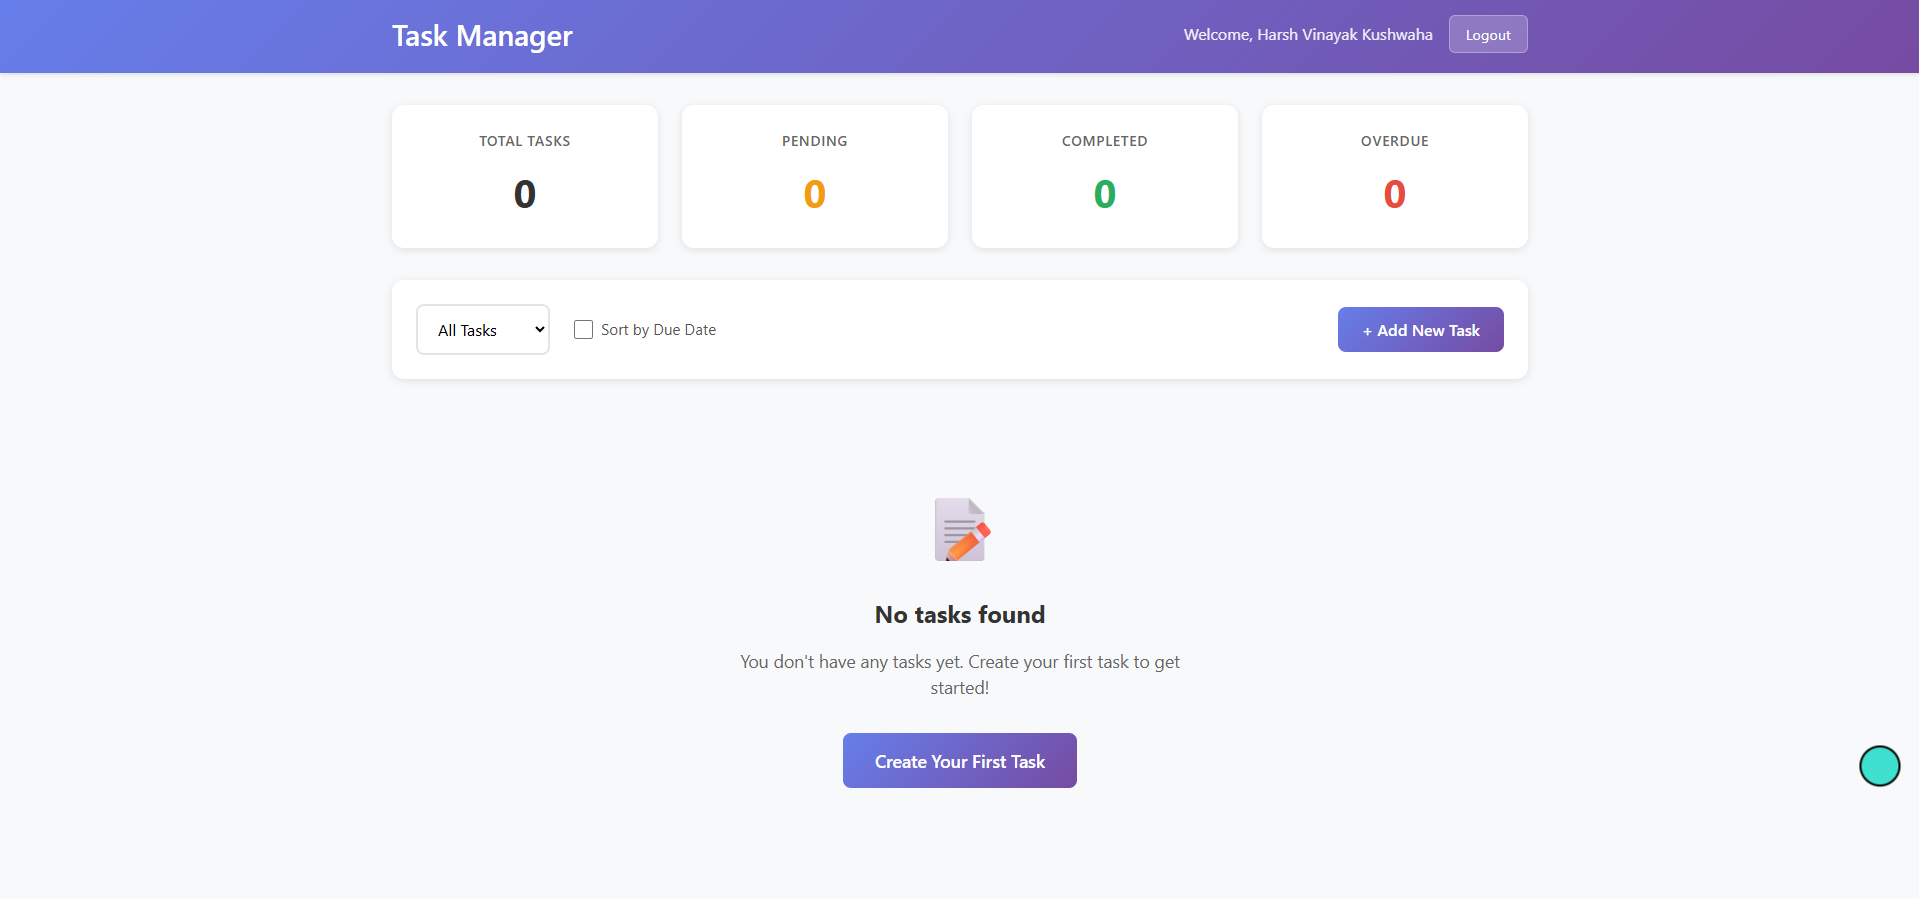 Task Manager
Welcome, Harsh Vinayak Kushwaha
Logout
TOTAL TASKS
0
PENDING
0
COMPLETED
0
OVERDUE
0
All Tasks
Sort by Due Date
+ Add New Task
No tasks found
You don't have any tasks yet. Create your first task to get
started!
Create Your First Task